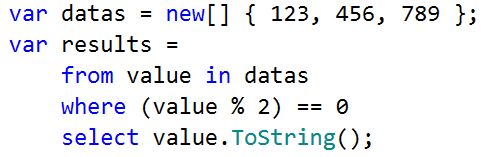 var datas = new[] { 123, 456, 789 };
var results =
    from value in datas
    where (value % 2) == 0
    select value.ToString();